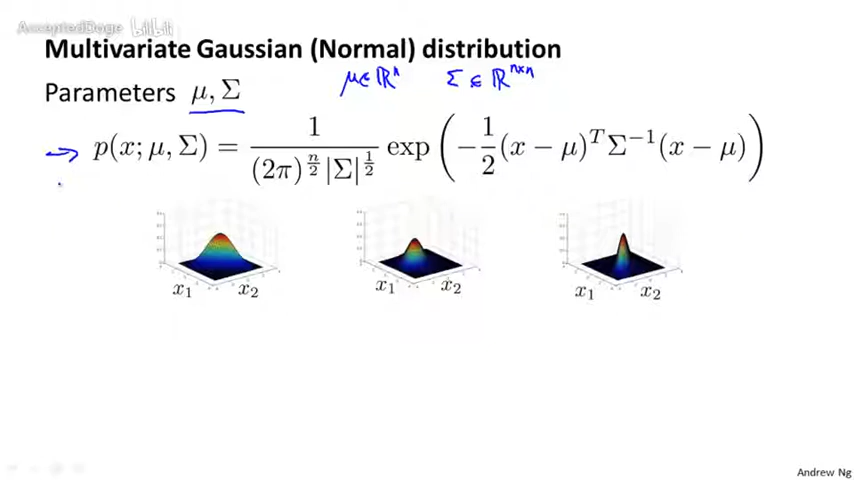 AcceptedDoge bilibili
Multivariate Gaussian (Normal) distribution
Parameters μ, Σ μ ∈ ℝⁿ Σ ∈ ℝⁿˣⁿ
→ p(x; μ, Σ) = 1 / ((2π)^(n/2) |Σ|^(1/2)) exp(−1/2 (x − μ)ᵀ Σ⁻¹ (x − μ))
x₁ x₂ x₁ x₂ x₁ x₂
Andrew Ng